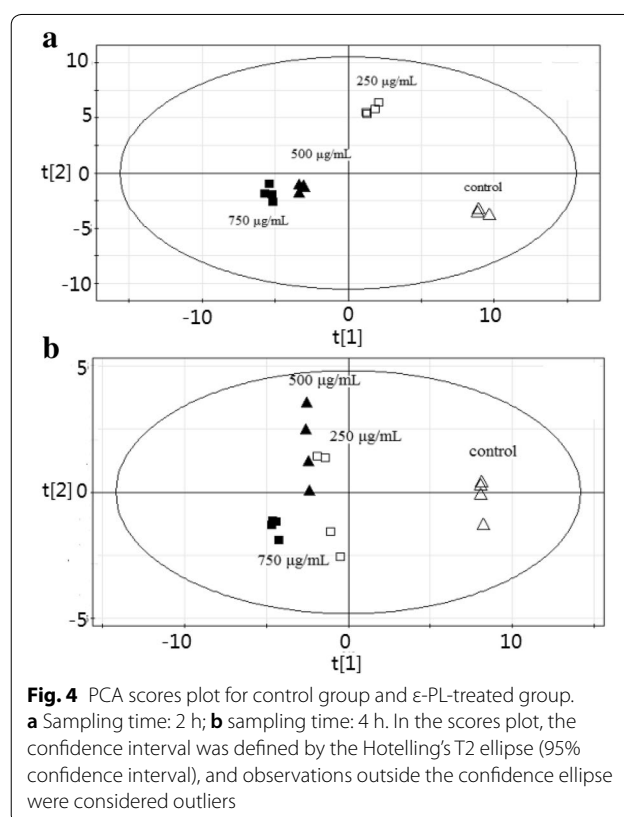 a
10
5
t[2] 0
-5
-10
250 µg/mL
500 µg/mL
750 µg/mL
control
-10 0 10
t[1]
b
5
t[2] 0
-5
500 µg/mL
250 µg/mL
control
750 µg/mL
-10 0 10
t[1]
Fig. 4 PCA scores plot for control group and ε-PL-treated group.
a Sampling time: 2 h; b sampling time: 4 h. In the scores plot, the
confidence interval was defined by the Hotelling's T2 ellipse (95%
confidence interval), and observations outside the confidence ellipse
were considered outliers